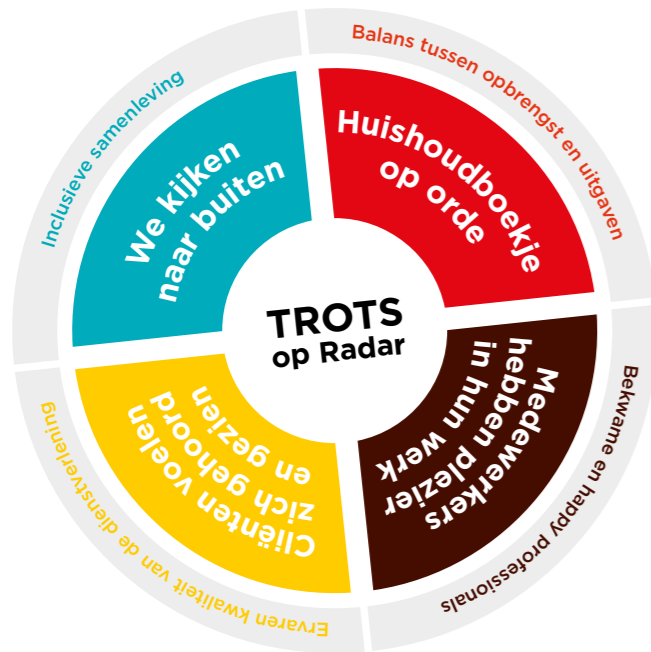 TROTS
op Radar
Balans tussen opbrengst en uitgaven
Huishoudboekje
op orde
Bekwame en happy professionals
Medewerkers
hebben plezier
in hun werk
Ervaren kwaliteit van de dienstverlening
Cliënten voelen
zich gehoord
en gezien
Inclusieve samenleving
We kijken
naar buiten